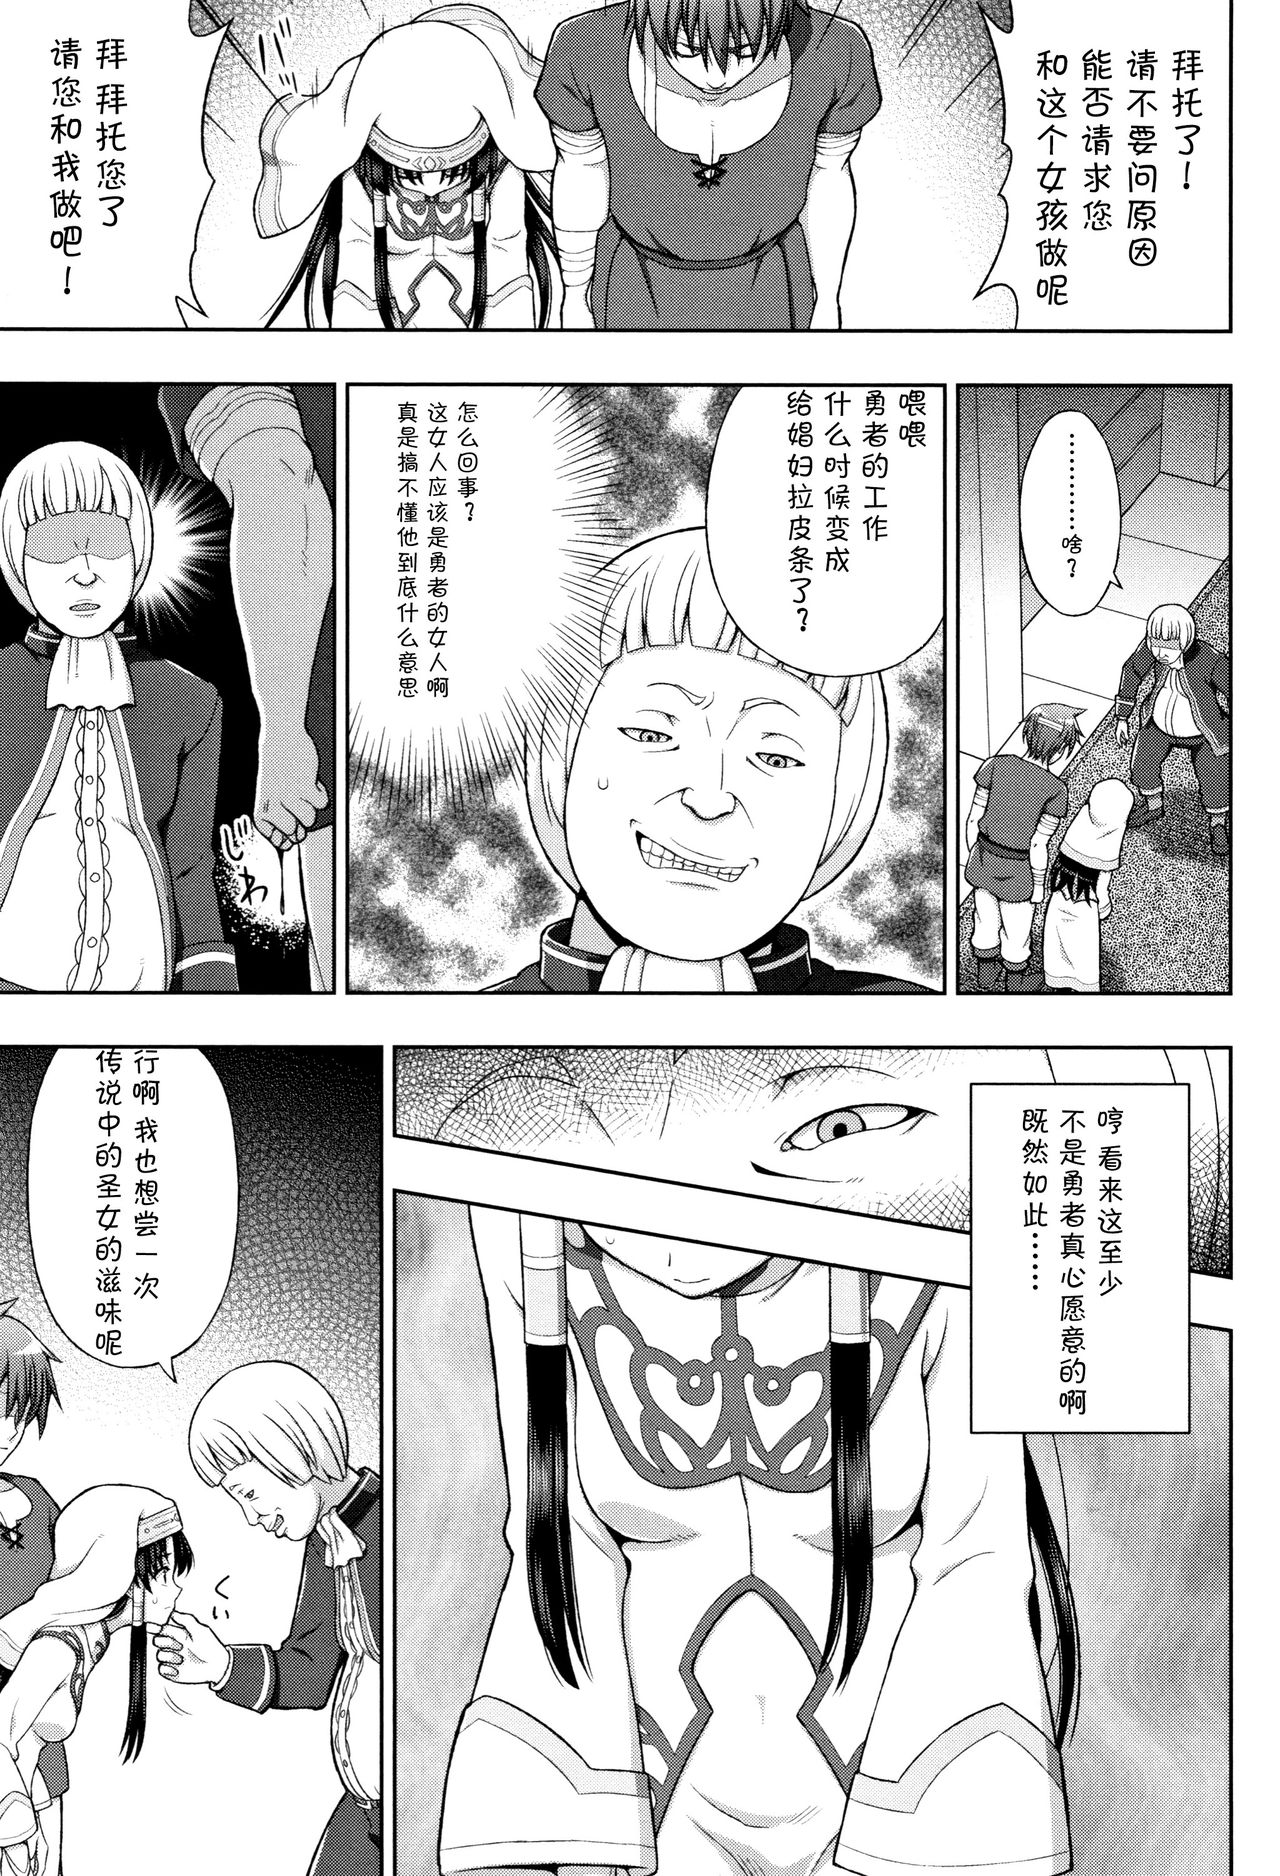 拜托了！
请不要问原因
能否请求您
和这个女孩做呢
拜 拜托您了
请您和我做吧！
…………啥？
喂喂
勇者的工作
什么时候变成
给娼妇拉皮条了？
怎么回事？
这女人应该是勇者的女人啊
真是搞不懂他到底什么意思
じわ
哼 看来这至少
不是勇者真心愿意的啊
既然如此……
行啊 我也想尝一次
传说中的圣女的滋味呢
くい